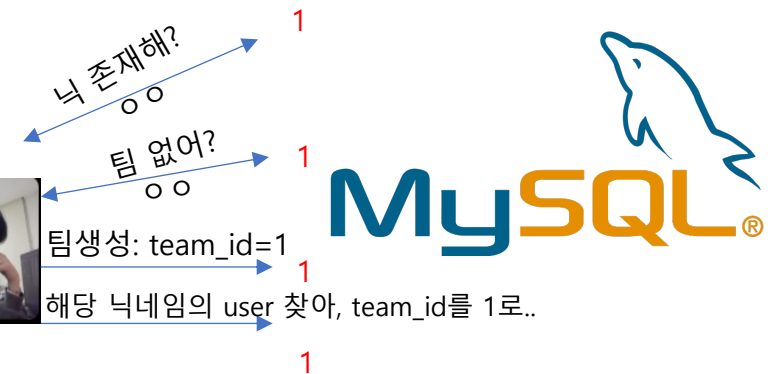 1
닉 존재해?
ㅇㅇ
1
팀 없어?
ㅇㅇ
MySQL®
팀생성: team_id=1
1
해당 닉네임의 user 찾아, team_id를 1로..
1